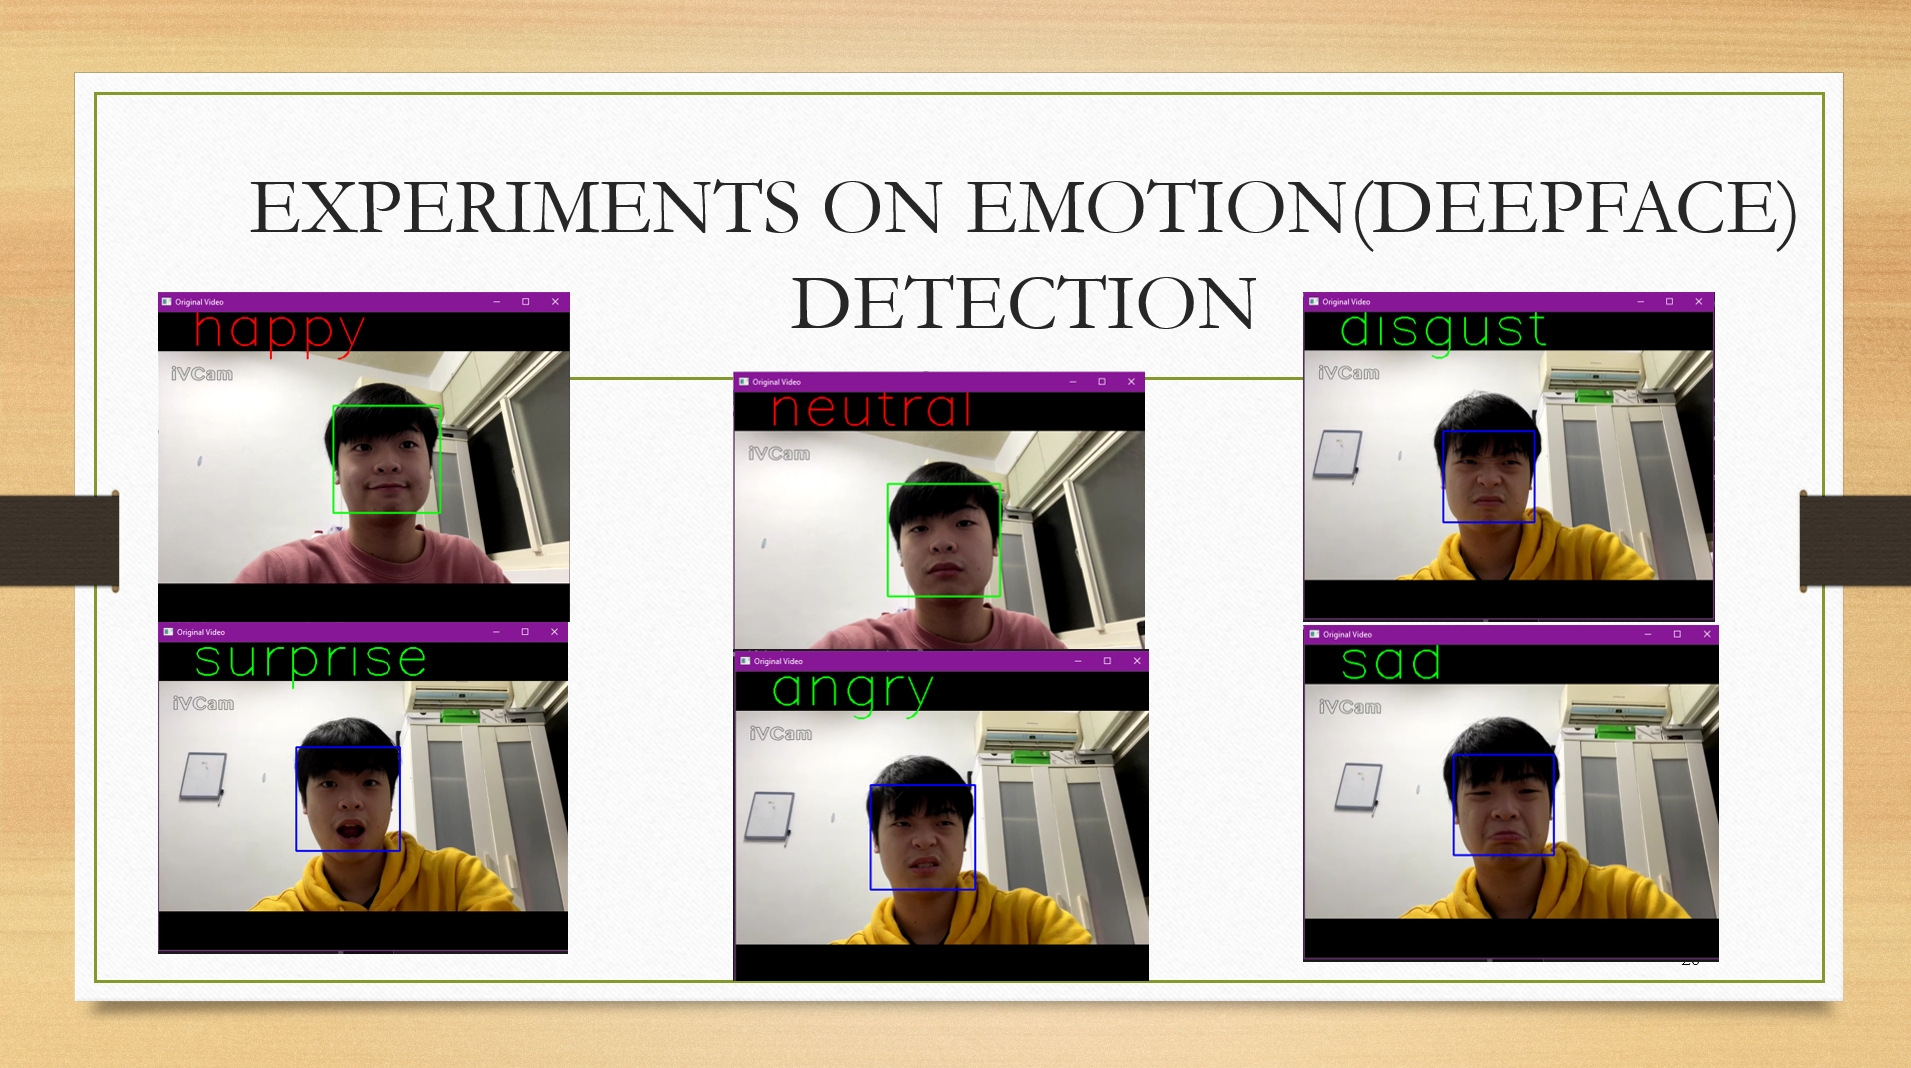 EXPERIMENTS ON EMOTION(DEEPFACE)
DETECTION
Original Video
happy
iVCam
Original Video
surprise
iVCam
Original Video
neutral
iVCam
Original Video
angry
iVCam
Original Video
disgust
iVCam
Original Video
sad
iVCam